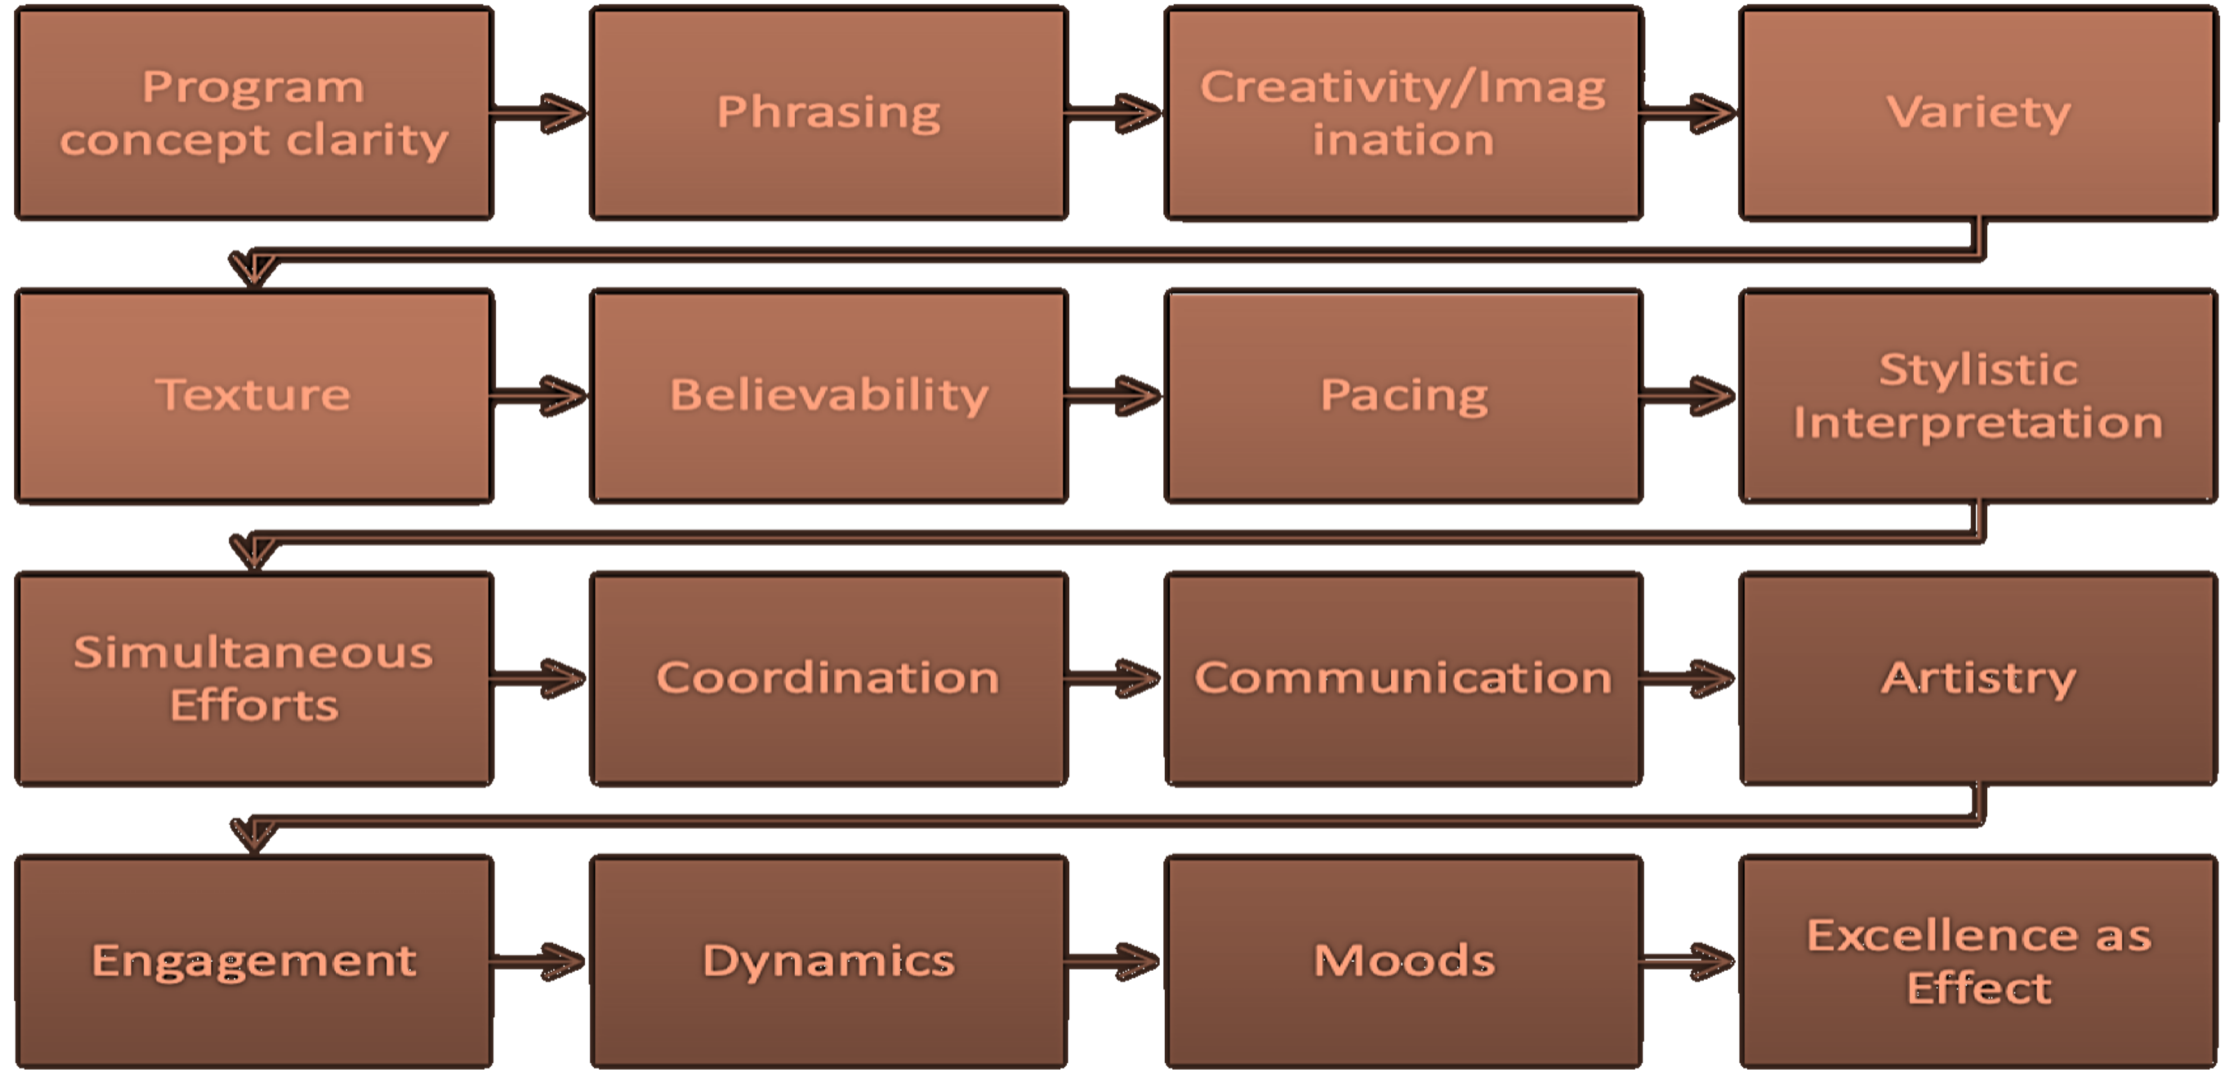 Program
concept clarity
Phrasing
Creativity/Imag
ination
Variety
Texture
Believability
Pacing
Stylistic
Interpretation
Simultaneous
Efforts
Coordination
Communication
Artistry
Engagement
Dynamics
Moods
Excellence as
Effect